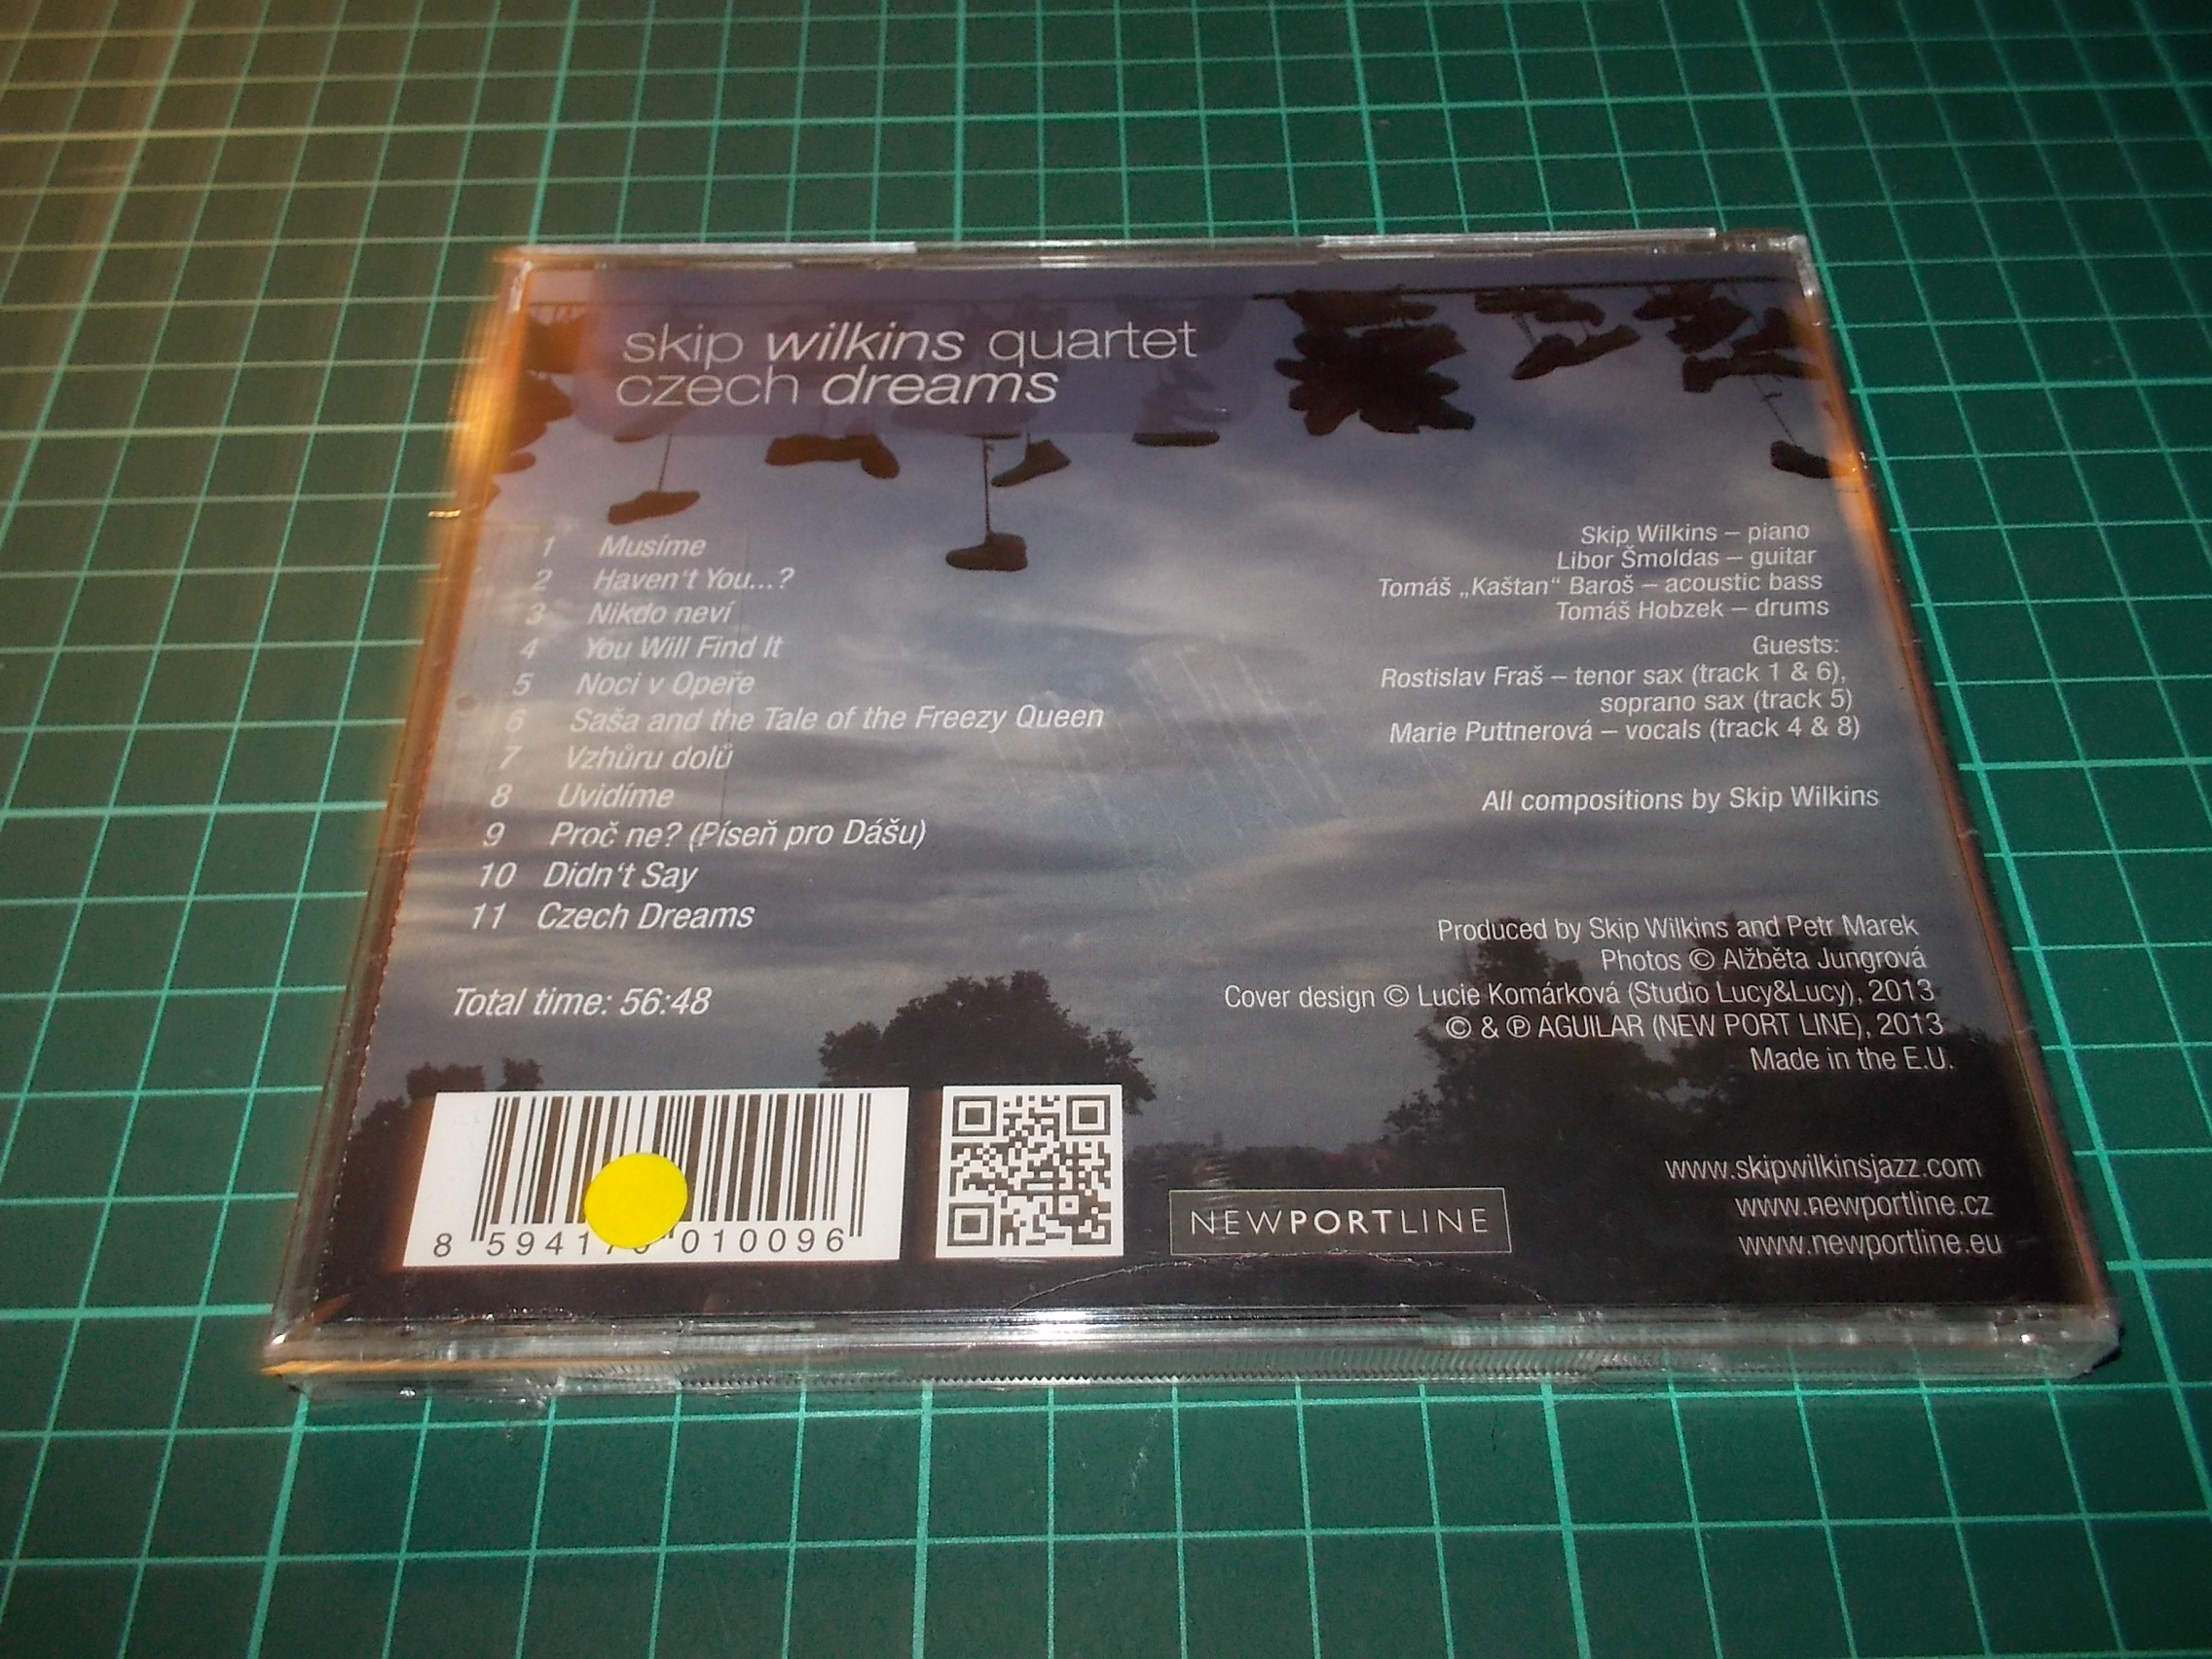 skip wilkins quartet
czech dreams
1 Musíme
2 Haven‘t You...?
3 Nikdo neví
4 You Will Find It
5 Noci v Opeře
6 Saša and the Tale of the Freezy Queen
7 Vzhůru dolů
8 Uvidíme
9 Proč ne? (Píseň pro Dášu)
10 Didn‘t Say
11 Czech Dreams
Total time: 56:48
Skip Wilkins – piano
Libor Šmoldas – guitar
Tomáš „Kaštan“ Baroš – acoustic bass
Tomáš Hobzek – drums
Guests:
Rostislav Fraš – tenor sax (track 1 & 6),
soprano sax (track 5)
Marie Puttnerová – vocals (track 4 & 8)
All compositions by Skip Wilkins
Produced by Skip Wilkins and Petr Marek
Photos © Alžběta Jungrová
Cover design © Lucie Komárková (Studio Lucy&Lucy), 2013
© & ℗ AGUILAR (NEW PORT LINE), 2013
Made in the E.U.
8 010096
NEWPORTLINE
www.skipwilkinsjazz.com
www.newportline.cz
www.newportline.eu